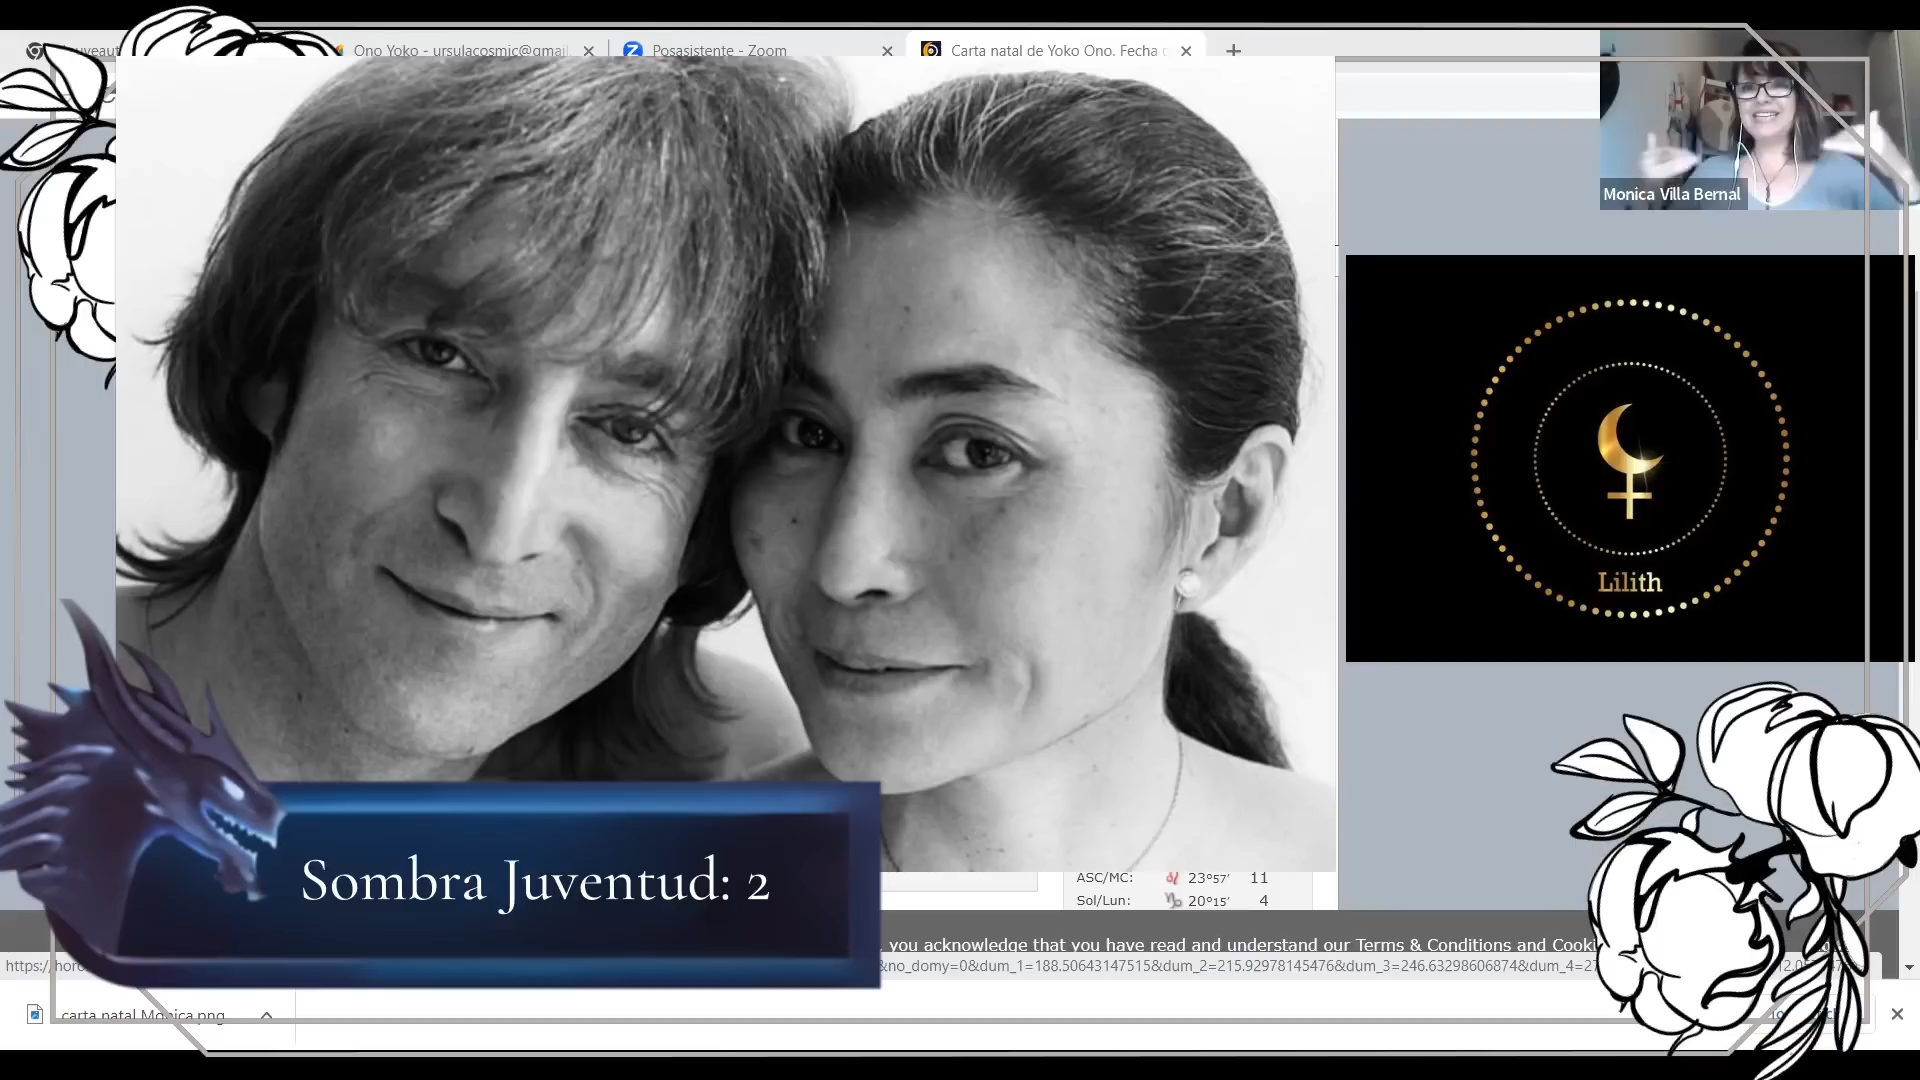 Ono Yoko - ursulacosmic@gmail
Posasistente - Zoom
Carta natal de Yoko Ono. Fecha
Monica Villa Bernal
Lilith
Sombra Juventud: 2
ASC/MC: 23°57' 11
Sol/Lun: 20°15' 4
you acknowledge that you have read and understand our Terms & Conditions and
&no_domy=0&dum_1=188.50643147515&dum_2=215.92978145476&dum_3=246.63298606874&dum_4=
carta natal Monica.png